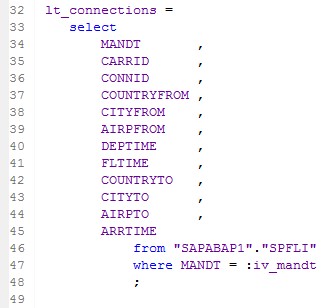 32 lt_connections =
33 select
34 MANDT ,
35 CARRID ,
36 CONNID ,
37 COUNTRYFROM ,
38 CITYFROM ,
39 AIRPFROM ,
40 DEPTIME ,
41 FLTIME ,
42 COUNTRYTO ,
43 CITYTO ,
44 AIRPTO ,
45 ARRTIME
46 from "SAPABAP1"."SPFLI"
47 where MANDT = :iv_mandt
48 ;
49